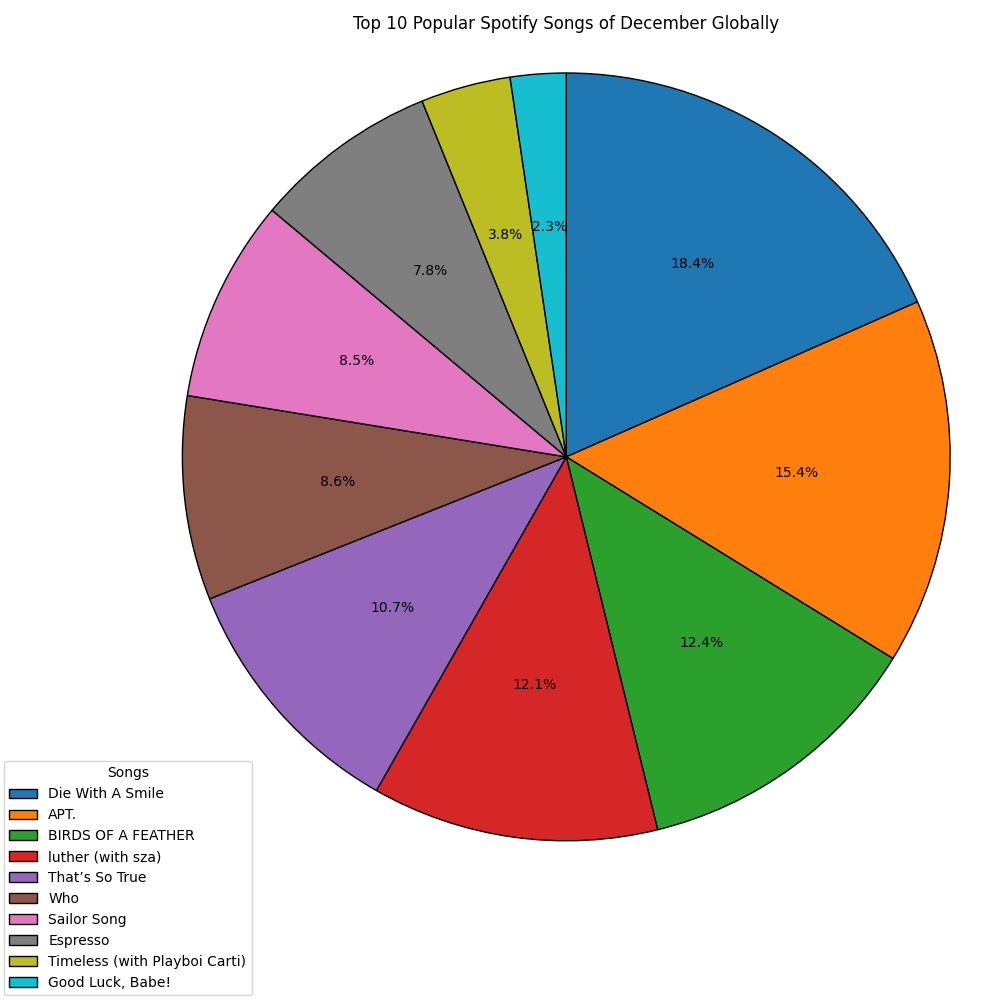 Top 10 Popular Spotify Songs of December Globally
2.3%
3.8%
18.4%
7.8%
8.5%
15.4%
8.6%
10.7%
12.4%
12.1%
Songs
Die With A Smile
APT.
BIRDS OF A FEATHER
luther (with sza)
That’s So True
Who
Sailor Song
Espresso
Timeless (with Playboi Carti)
Good Luck, Babe!